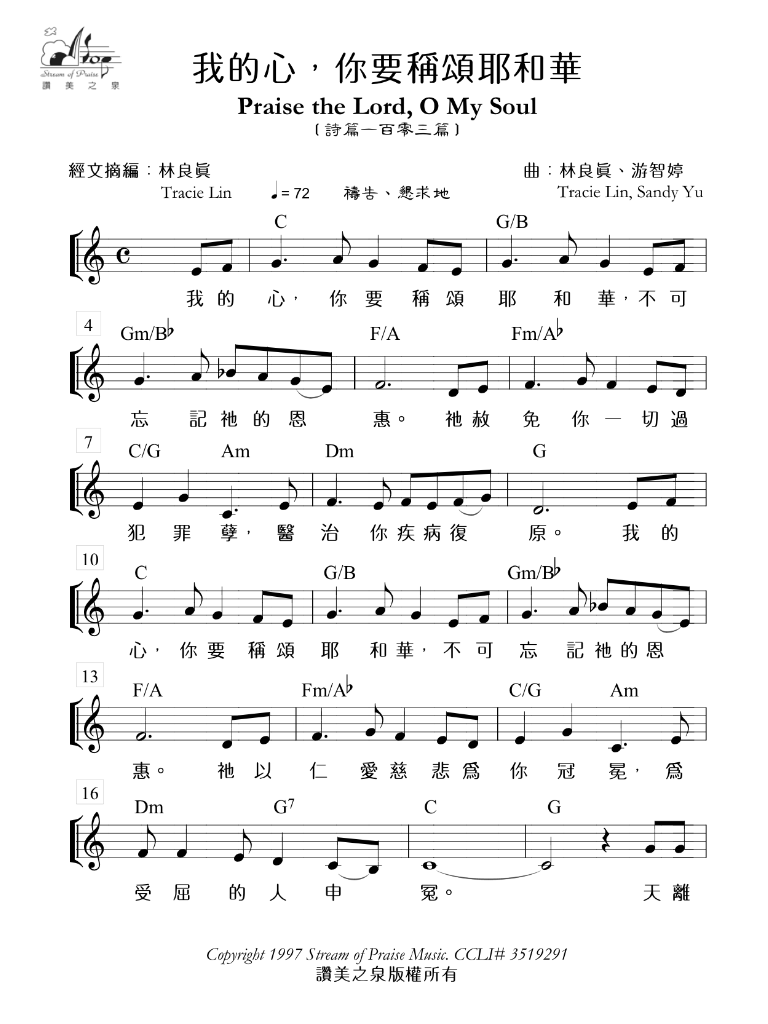 Stop
Stream of Praise
讚美之泉
我的心，你要稱頌耶和華
Praise the Lord, O My Soul
〔詩篇一百零三篇〕
經文摘編：林良眞 曲：林良眞、游智婷
Tracie Lin ♩= 72 禱告、懇求地 Tracie Lin, Sandy Yu
C G/B
我的心，你要稱頌耶和華，不可
4 Gm/B♭ F/A Fm/A♭
忘記祂的恩惠。祂赦免你一切過
7 C/G Am Dm G
犯罪孽，醫治你疾病復原。我的
10 C G/B Gm/B♭
心，你要稱頌耶和華，不可忘記祂的恩
13 F/A Fm/A♭ C/G Am
惠。祂以仁愛慈悲爲你冠冕，爲
16 Dm G7 C G
受屈的人申冤。天離
Copyright 1997 Stream of Praise Music. CCLI# 3519291
讚美之泉版權所有